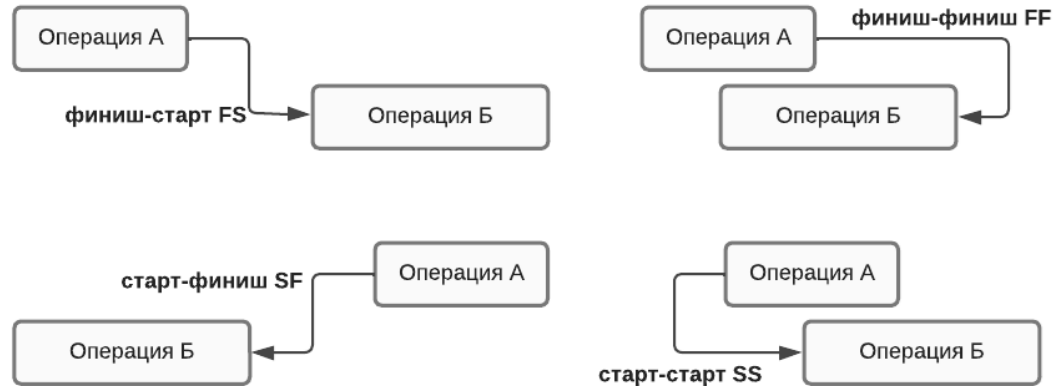 Операция А
финиш-старт FS
Операция Б
финиш-финиш FF
Операция А
Операция Б
старт-финиш SF
Операция А
Операция Б
Операция А
Операция Б
старт-старт SS